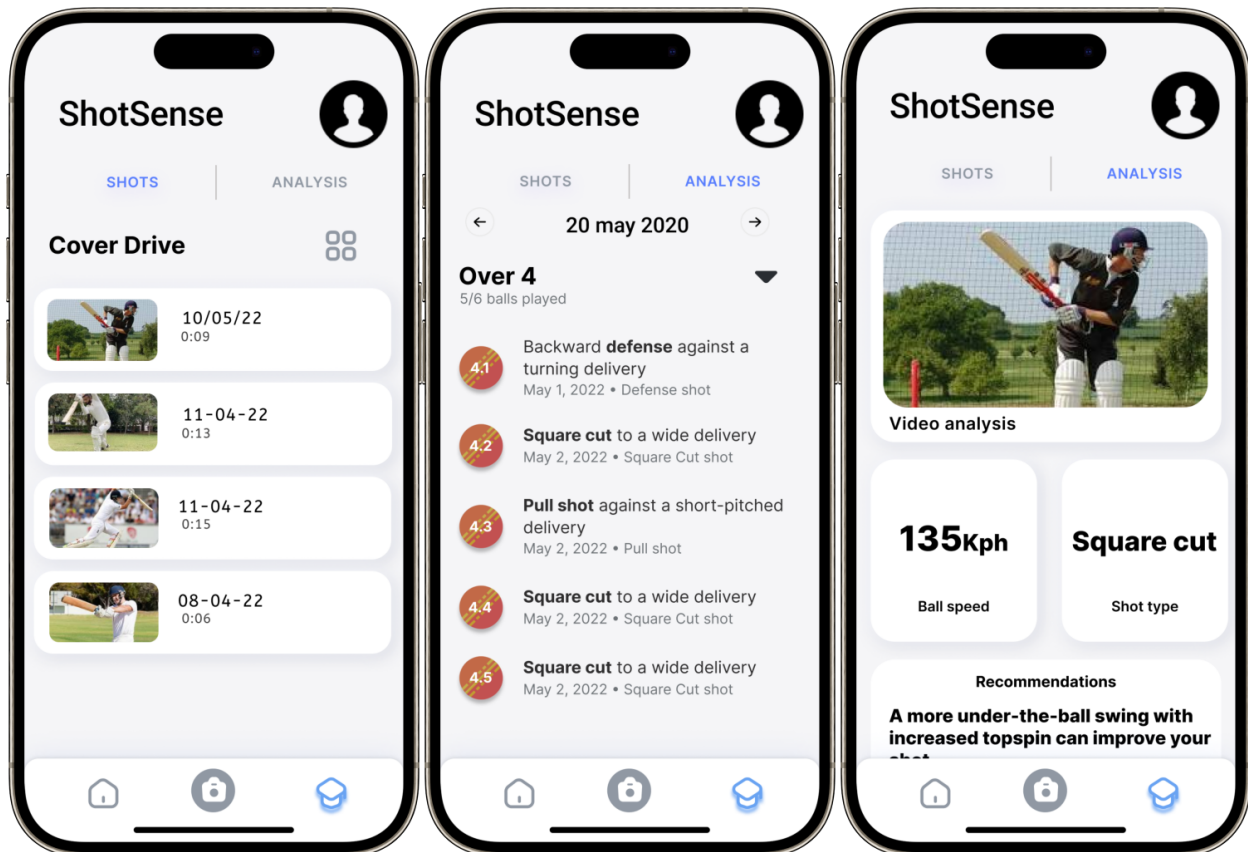 ShotSense
SHOTS
ANALYSIS
Cover Drive
10/05/22
0:09
11-04-22
0:13
11-04-22
0:15
08-04-22
0:06
ShotSense
SHOTS
ANALYSIS
20 may 2020
Over 4
5/6 balls played
4.1
Backward defense against a
turning delivery
May 1, 2022 • Defense shot
4.2
Square cut to a wide delivery
May 2, 2022 • Square Cut shot
4.3
Pull shot against a short-pitched
delivery
May 2, 2022 • Pull shot
4.4
Square cut to a wide delivery
May 2, 2022 • Square Cut shot
4.5
Square cut to a wide delivery
May 2, 2022 • Square Cut shot
ShotSense
SHOTS
ANALYSIS
Video analysis
135Kph
Ball speed
Square cut
Shot type
Recommendations
A more under-the-ball swing with
increased topspin can improve your
shot